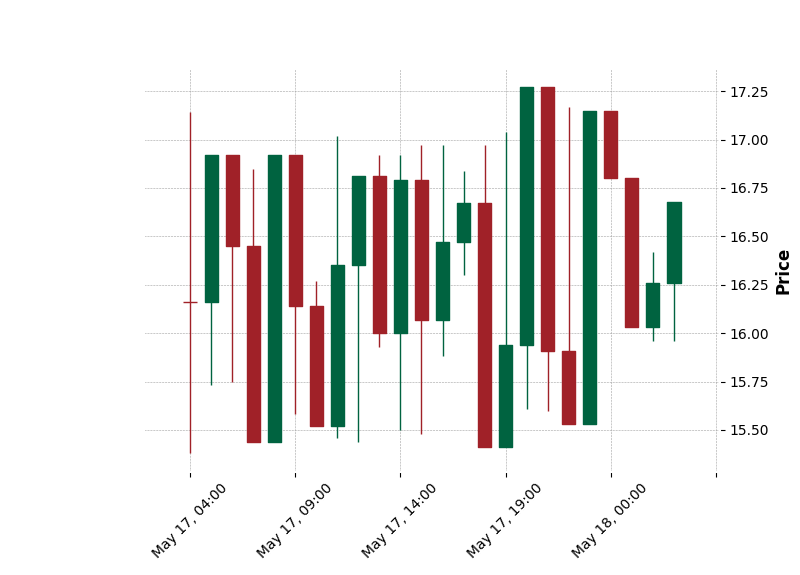 17.25
17.00
16.75
16.50
16.25
16.00
15.75
15.50
Price
May 17, 04:00
May 17, 09:00
May 17, 14:00
May 17, 19:00
May 18, 00:00